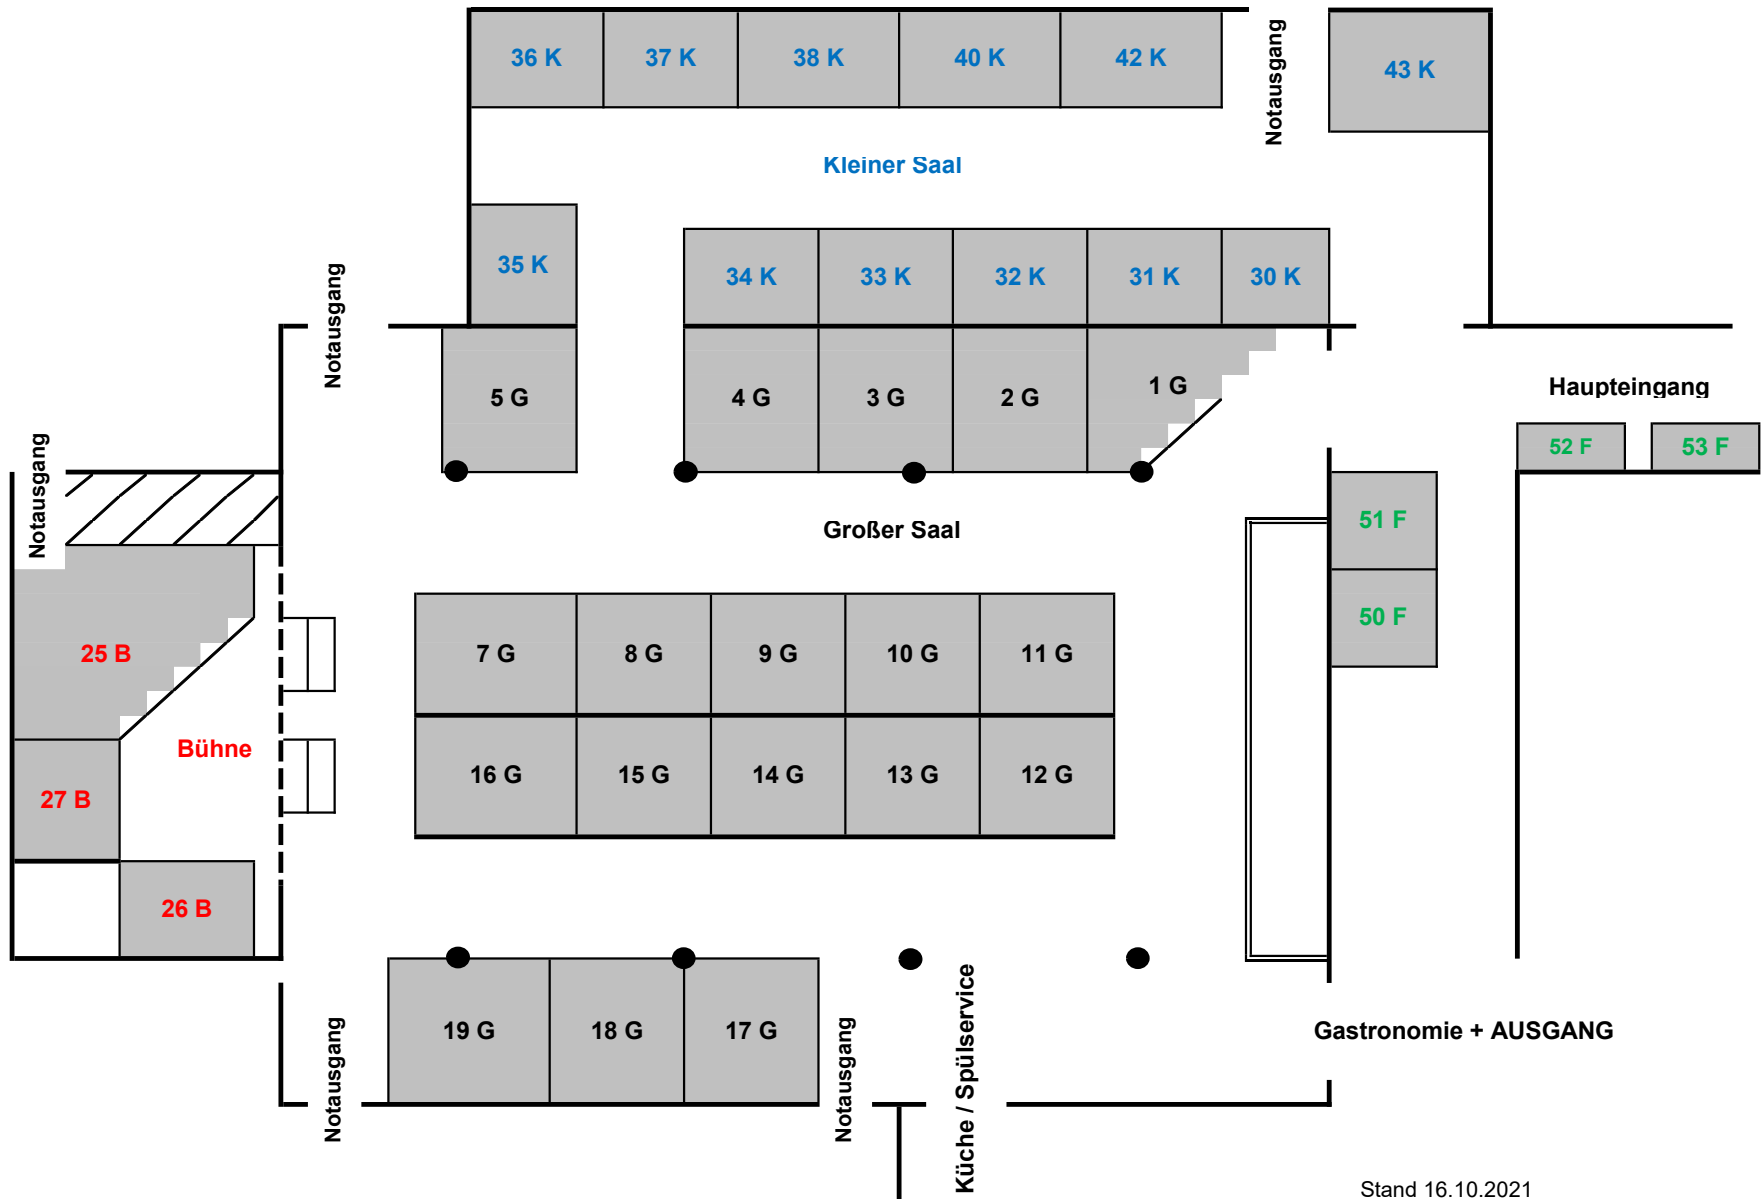 36 K
37 K
38 K
40 K
42 K
Notausgang
43 K
Kleiner Saal
35 K
34 K
33 K
32 K
31 K
30 K
Notausgang
5 G
4 G
3 G
2 G
1 G
Haupteingang
52 F
53 F
Notausgang
Großer Saal
51 F
50 F
25 B
7 G
8 G
9 G
10 G
11 G
Bühne
27 B
16 G
15 G
14 G
13 G
12 G
26 B
19 G
18 G
17 G
Notausgang
Notausgang
Küche / Spülservice
Gastronomie + AUSGANG
Stand 16.10.2021